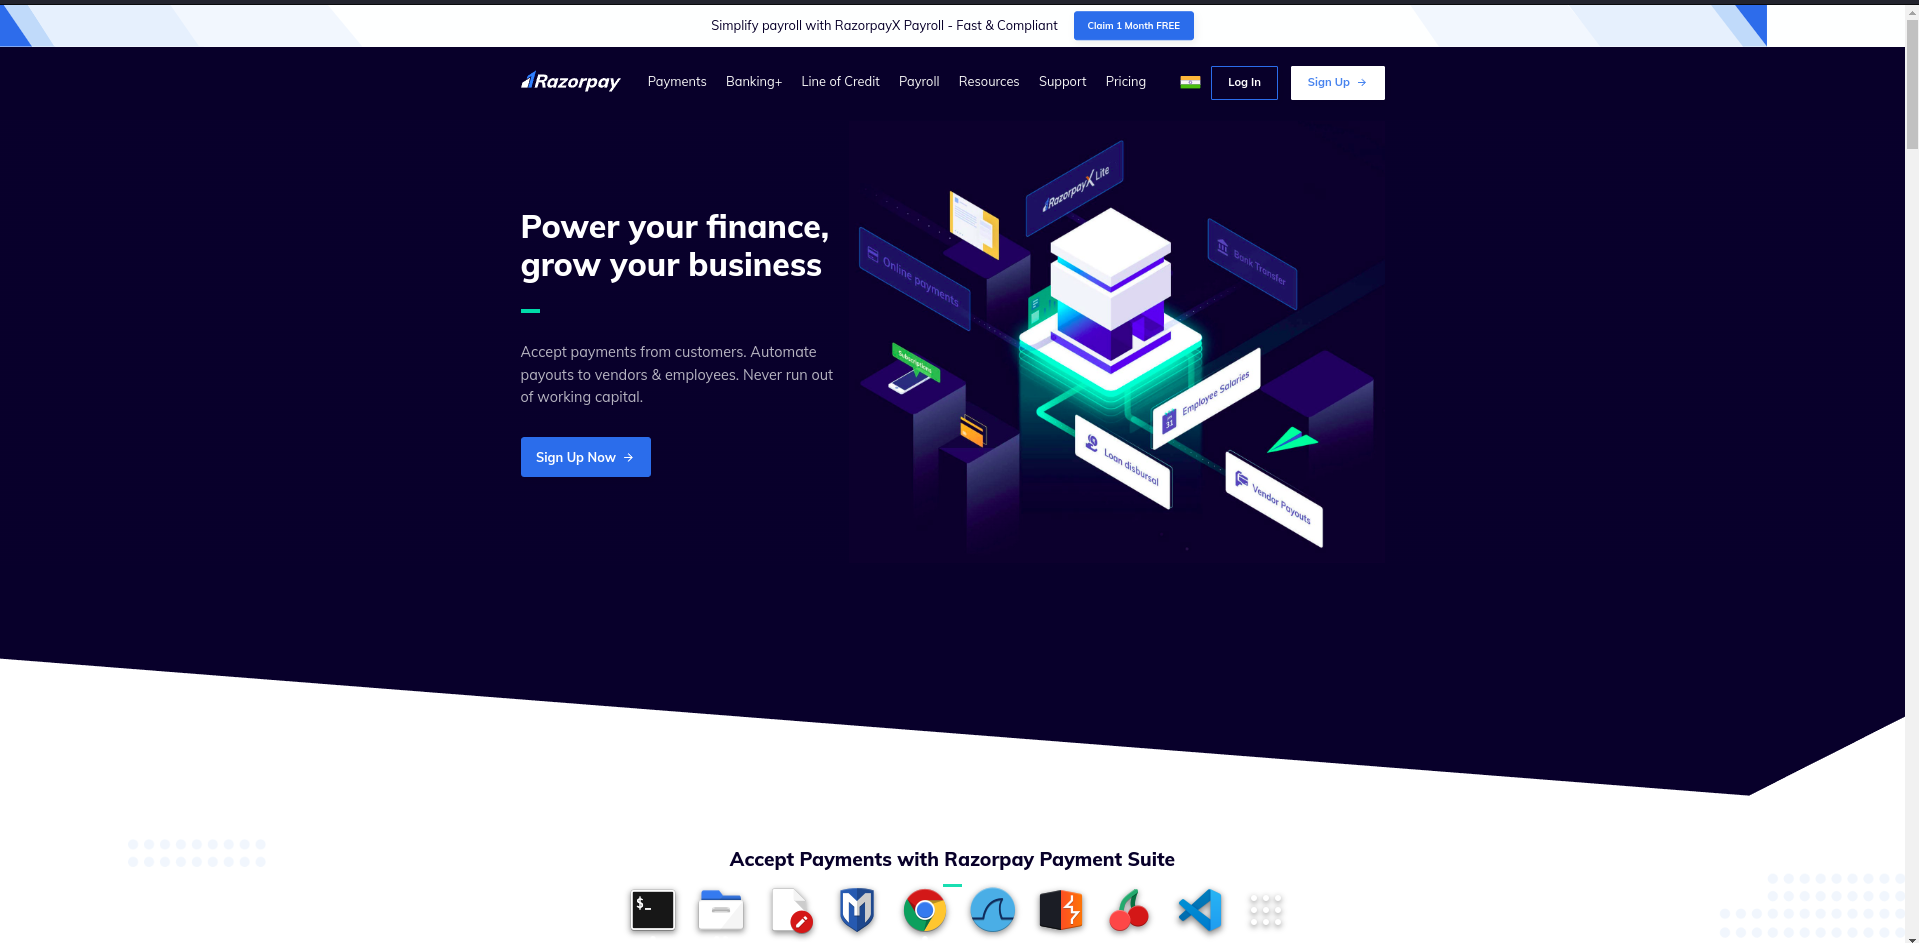 Simplify payroll with RazorpayX Payroll - Fast & Compliant
Claim 1 Month FREE
Razorpay
Payments
Banking+
Line of Credit
Payroll
Resources
Support
Pricing
Log In
Sign Up
Power your finance,
grow your business
Accept payments from customers. Automate
payouts to vendors & employees. Never run out
of working capital.
Sign Up Now
RazorpayX Lite
Online payments
Bank Transfer
Subscriptions
Employee Salaries
31
Loan disbursal
Vendor Payouts
Accept Payments with Razorpay Payment Suite
$_